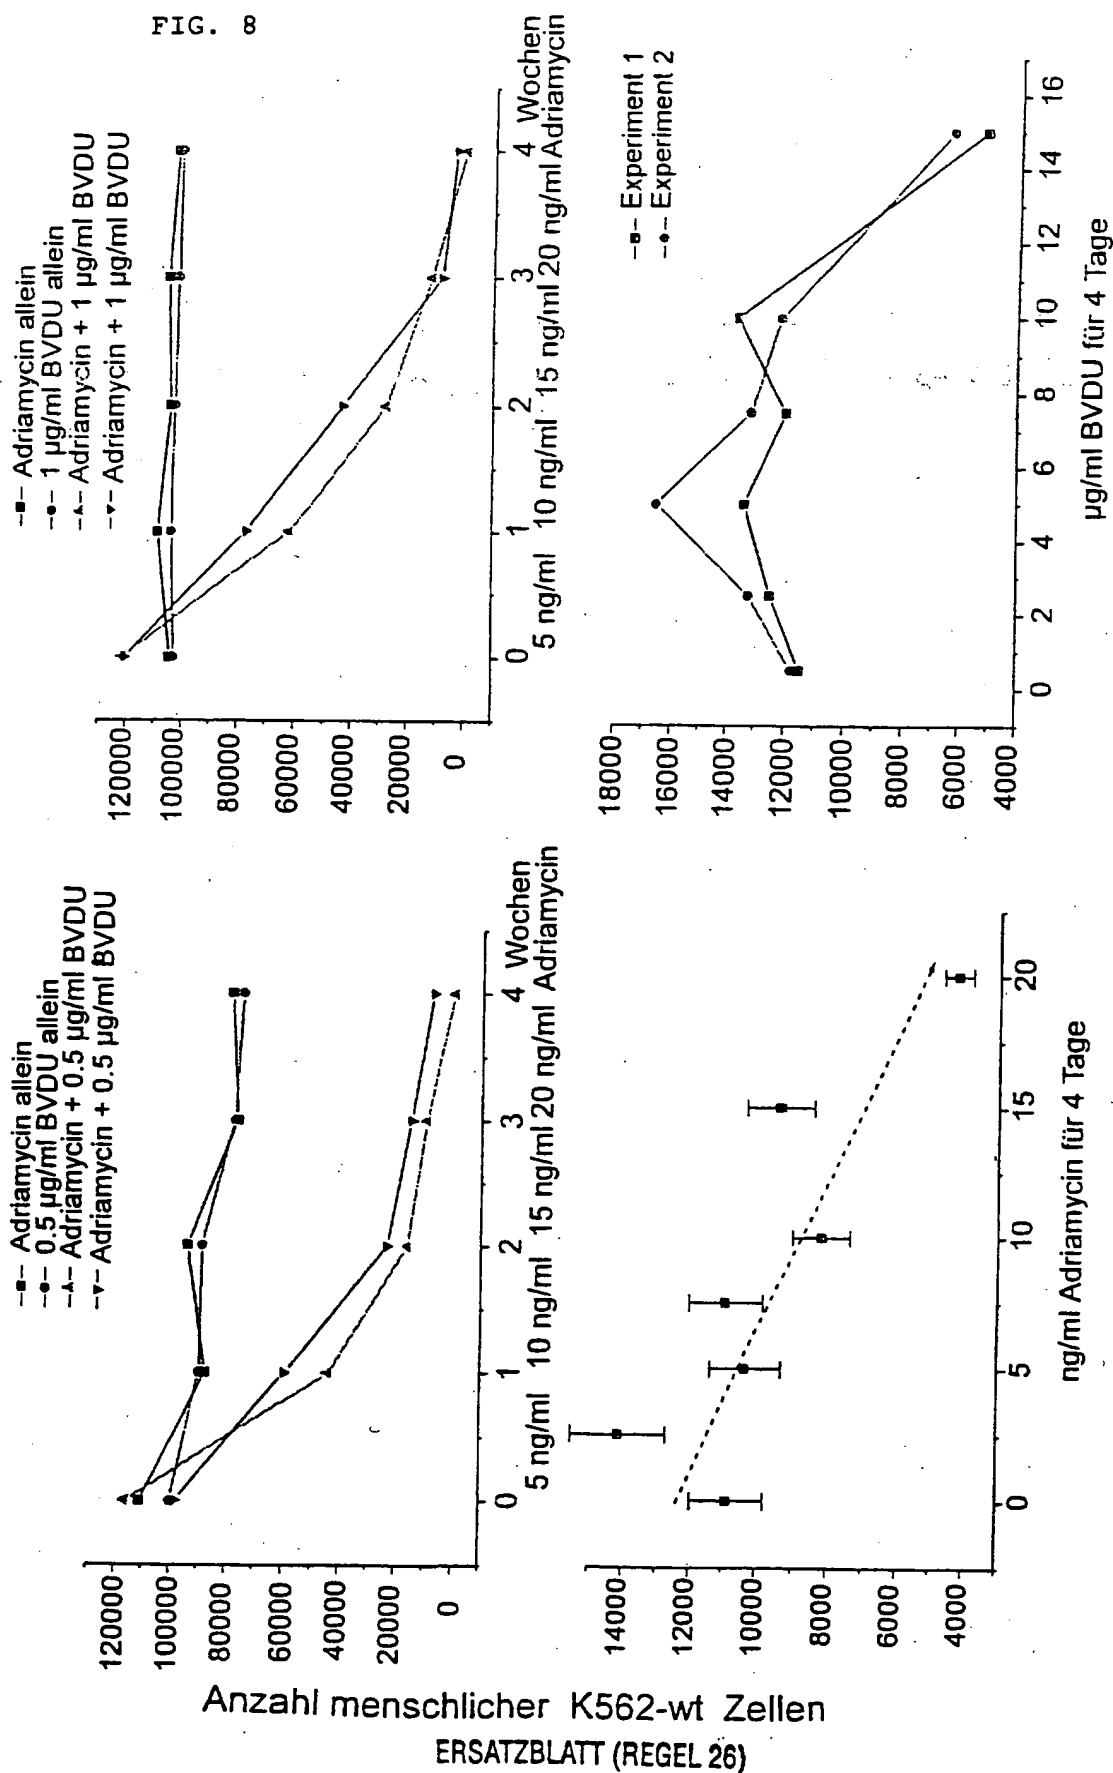 FIG. 8
Anzahl menschlicher K562-wt Zellen
-■- Adriamycin allein
-●- 0.5 µg/ml BVDU allein
-▲- Adriamycin + 0.5 µg/ml BVDU
-▼- Adriamycin + 0.5 µg/ml BVDU
120000
100000
80000
60000
40000
20000
0
0 1 2 3 4 Wochen
5 ng/ml 10 ng/ml 15 ng/ml 20 ng/ml Adriamycin
-■- Adriamycin allein
-●- 1 µg/ml BVDU allein
-▲- Adriamycin + 1 µg/ml BVDU
-▼- Adriamycin + 1 µg/ml BVDU
120000
100000
80000
60000
40000
20000
0
0 1 2 3 4 Wochen
5 ng/ml 10 ng/ml 15 ng/ml 20 ng/ml Adriamycin
14000
12000
10000
8000
6000
4000
0 5 10 15 20
ng/ml Adriamycin für 4 Tage
-■- Experiment 1
-●- Experiment 2
18000
16000
14000
12000
10000
8000
6000
4000
0 2 4 6 8 10 12 14 16
µg/ml BVDU für 4 Tage
ERSATZBLATT (REGEL 26)